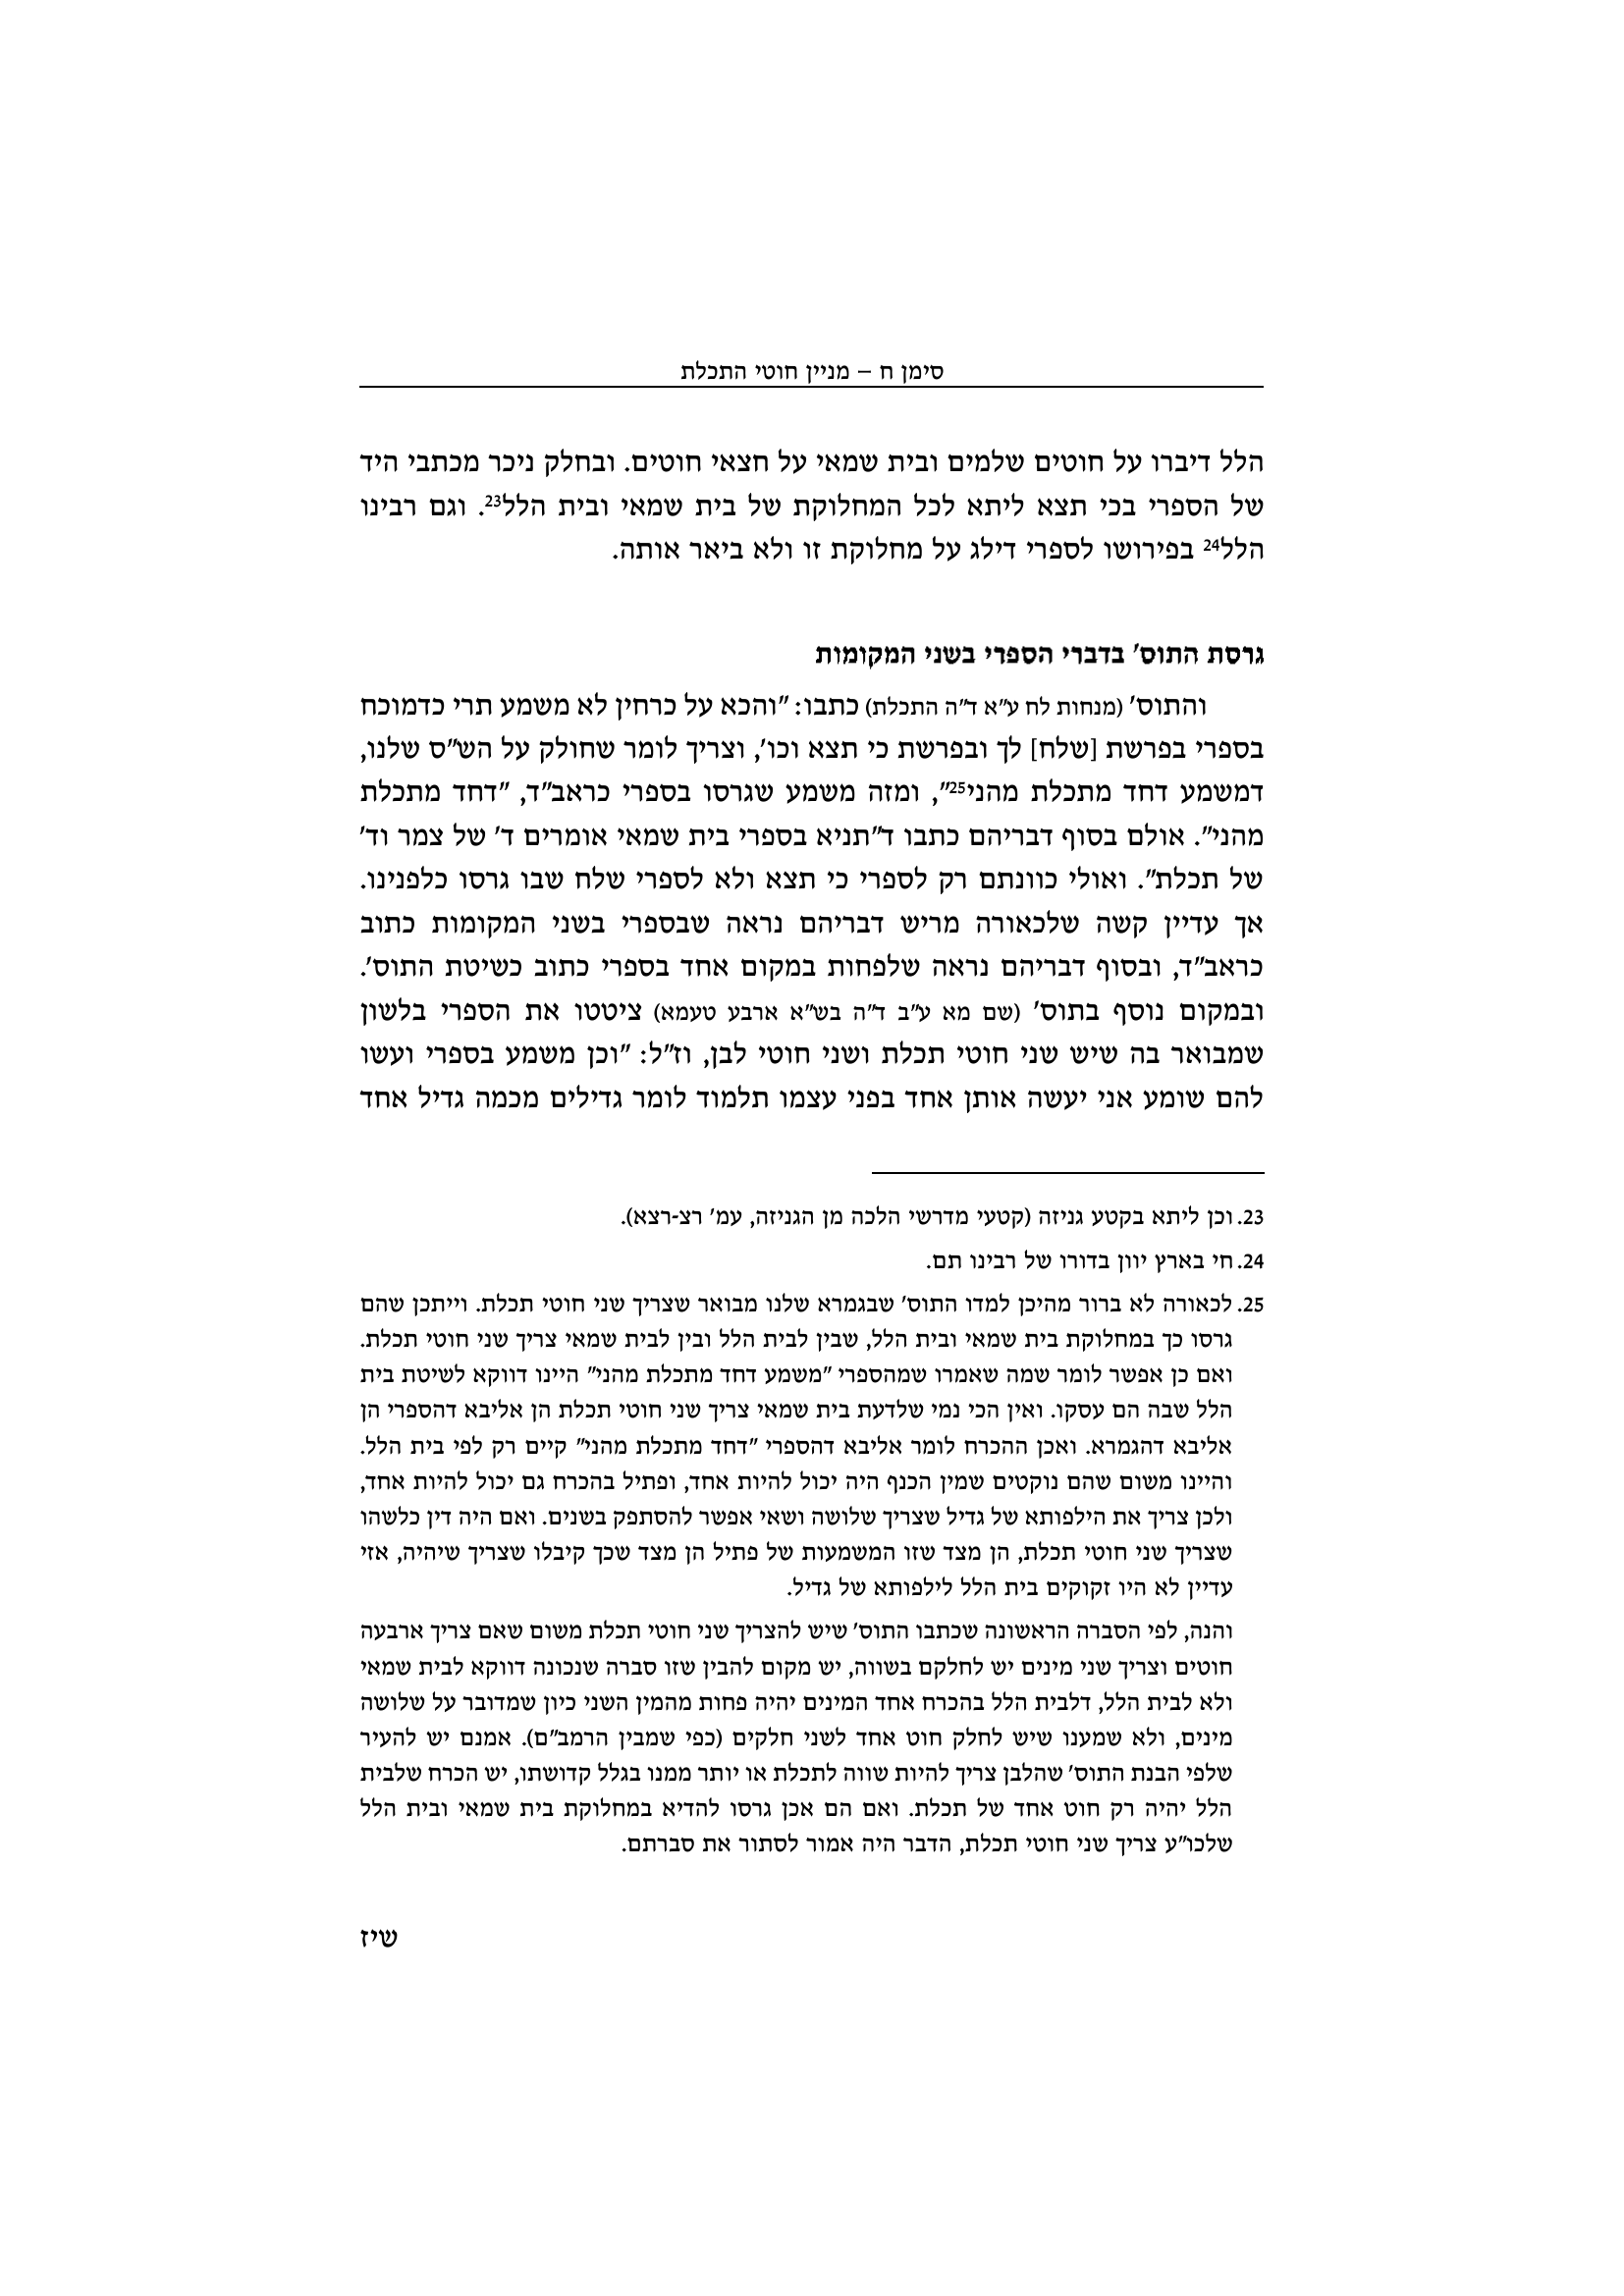 סימן ח – מניין חוטי התכלת
הלל דיברו על חוטים שלמים ובית שמאי על חצאי חוטים. ובחלק ניכר מכתבי היד
של הספרי בכי תצא ליתא לכל המחלוקת של בית שמאי ובית הלל23. וגם רבינו
הלל24 בפירושו לספרי דילג על מחלוקת זו ולא ביאר אותה.
גרסת התוס' בדברי הספרי בשני המקומות
והתוס' (מנחות לח ע"א ד"ה התכלת) כתבו: "והכא על כרחין לא משמע תרי כדמוכח
בספרי בפרשת [שלח] לך ובפרשת כי תצא וכו', וצריך לומר שחולק על הש"ס שלנו,
דמשמע דחד מתכלת מהני25", ומזה משמע שגרסו בספרי כראב"ד, "דחד מתכלת
מהני". אולם בסוף דבריהם כתבו ד"תניא בספרי בית שמאי אומרים ד' של צמר וד'
של תכלת". ואולי כוונתם רק לספרי כי תצא ולא לספרי שלח שבו גרסו כלפנינו.
אך עדיין קשה שלכאורה מריש דבריהם נראה שבספרי בשני המקומות כתוב
כראב"ד, ובסוף דבריהם נראה שלפחות במקום אחד בספרי כתוב כשיטת התוס'.
ובמקום נוסף בתוס' (שם מא ע"ב ד"ה בש"א ארבע טעמא) ציטטו את הספרי בלשון
שמבואר בה שיש שני חוטי תכלת ושני חוטי לבן, וז"ל: "וכן משמע בספרי ועשו
להם שומע אני יעשה אותן אחד בפני עצמו תלמוד לומר גדילים מכמה גדיל אחד
23. וכן ליתא בקטע גניזה (קטעי מדרשי הלכה מן הגניזה, עמ' רצ-רצא).
24. חי בארץ יוון בדורו של רבינו תם.
25. לכאורה לא ברור מהיכן למדו התוס' שבגמרא שלנו מבואר שצריך שני חוטי תכלת. וייתכן שהם
גרסו כך במחלוקת בית שמאי ובית הלל, שבין לבית הלל ובין לבית שמאי צריך שני חוטי תכלת.
ואם כן אפשר לומר שמה שאמרו שמהספרי "משמע דחד מתכלת מהני" היינו דווקא לשיטת בית
הלל שבה הם עסקו. ואין הכי נמי שלדעת בית שמאי צריך שני חוטי תכלת הן אליבא דהספרי הן
אליבא דהגמרא. ואכן ההכרח לומר אליבא דהספרי "דחד מתכלת מהני" קיים רק לפי בית הלל.
והיינו משום שהם נוקטים שמין הכנף היה יכול להיות אחד, ופתיל בהכרח גם יכול להיות אחד,
ולכן צריך את הילפותא של גדיל שצריך שלושה ושאי אפשר להסתפק בשנים. ואם היה דין כלשהו
שצריך שני חוטי תכלת, הן מצד שזו המשמעות של פתיל הן מצד שכך קיבלו שצריך שיהיה, אזי
עדיין לא היו זקוקים בית הלל לילפותא של גדיל.
והנה, לפי הסברה הראשונה שכתבו התוס' שיש להצריך שני חוטי תכלת משום שאם צריך ארבעה
חוטים וצריך שני מינים יש לחלקם בשווה, יש מקום להבין שזו סברה שנכונה דווקא לבית שמאי
ולא לבית הלל, דלבית הלל בהכרח אחד המינים יהיה פחות מהמין השני כיון שמדובר על שלושה
מינים, ולא שמענו שיש לחלק חוט אחד לשני חלקים (כפי שמבין הרמב"ם). אמנם יש להעיר
שלפי הבנת התוס' שהלבן צריך להיות שווה לתכלת או יותר ממנו בגלל קדושתו, יש הכרח שלבית
הלל יהיה רק חוט אחד של תכלת. ואם הם אכן גרסו להדיא במחלוקת בית שמאי ובית הלל
שלכו"ע צריך שני חוטי תכלת, הדבר היה אמור לסתור את סברתם.
שיז